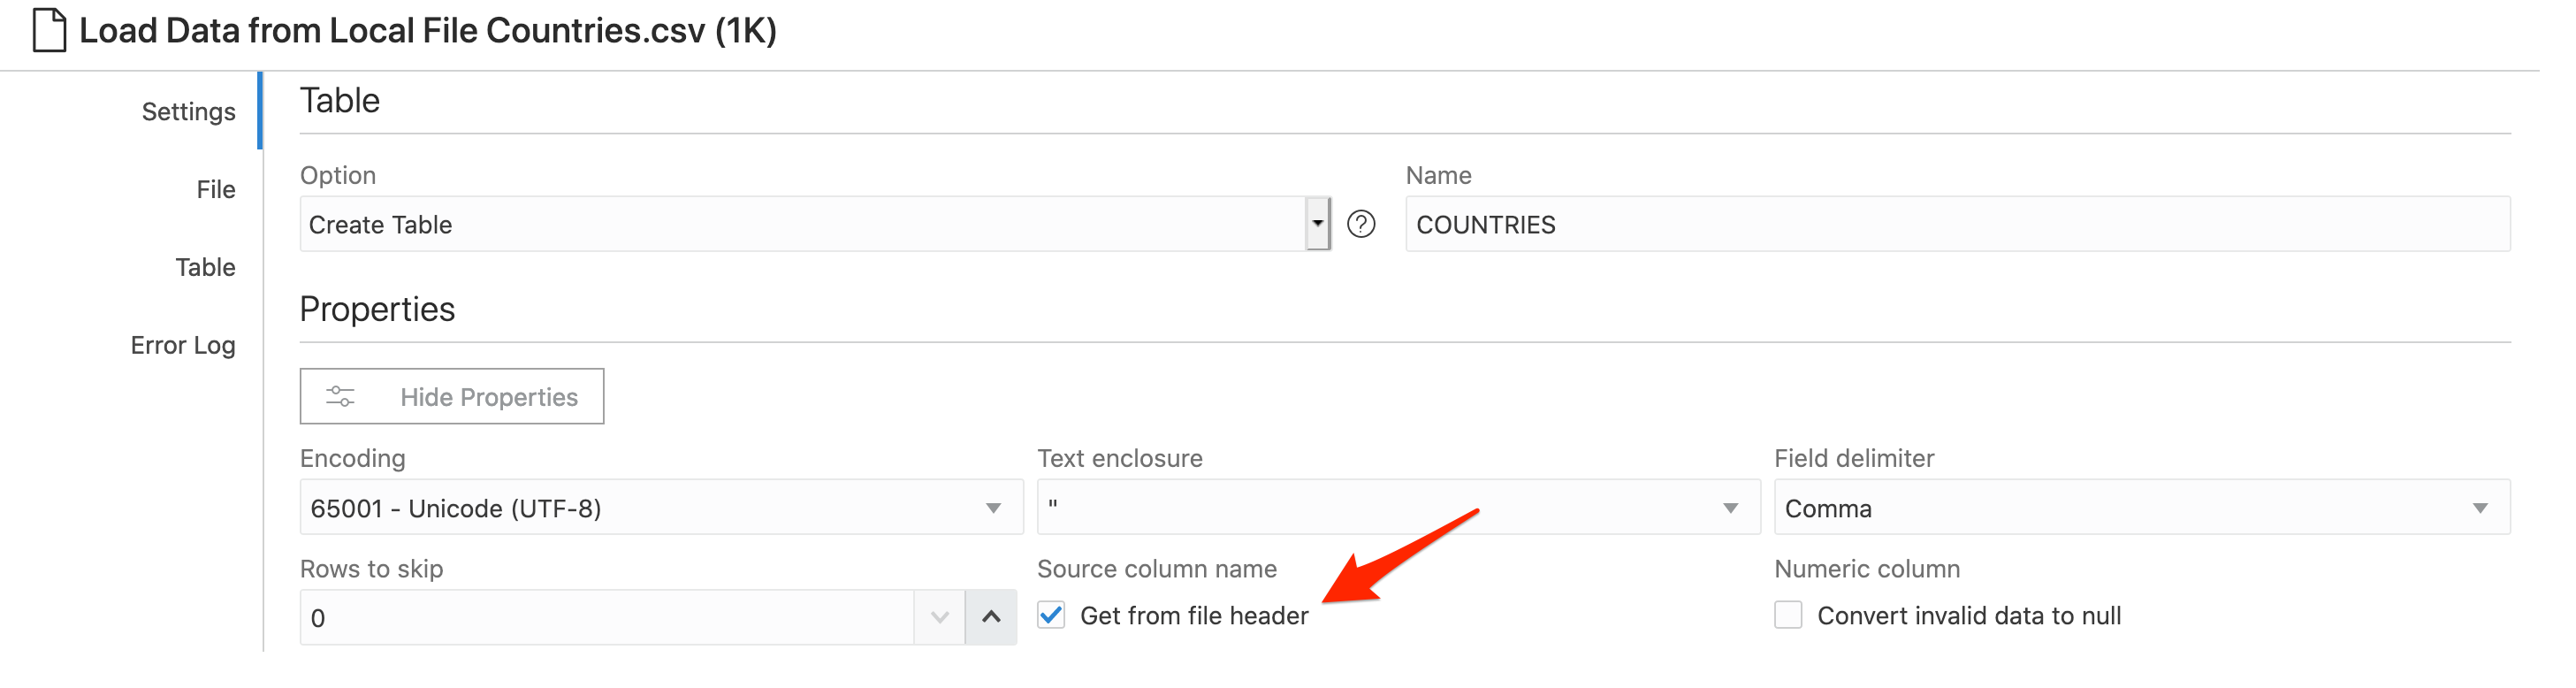 Load Data from Local File Countries.csv (1K)
Settings
File
Table
Error Log
Table
Option
Name
Create Table
COUNTRIES
Properties
Hide Properties
Encoding
Text enclosure
Field delimiter
65001 - Unicode (UTF-8)
"
Comma
Rows to skip
Source column name
Numeric column
0
Get from file header
Convert invalid data to null